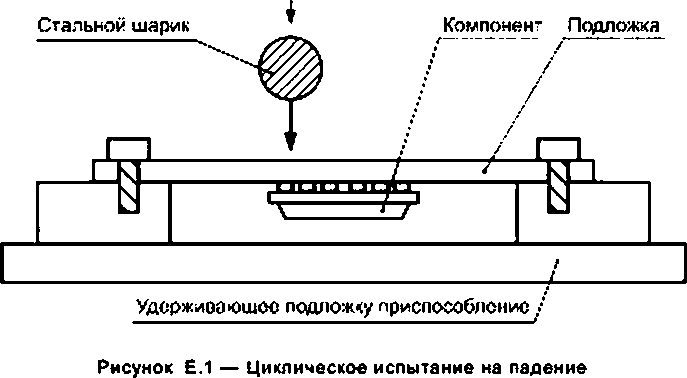 Стальной шарик
Компонент
Подложка
Удерживающее подложку приспособление
Рисунок Е.1 — Циклическое испытание на падение